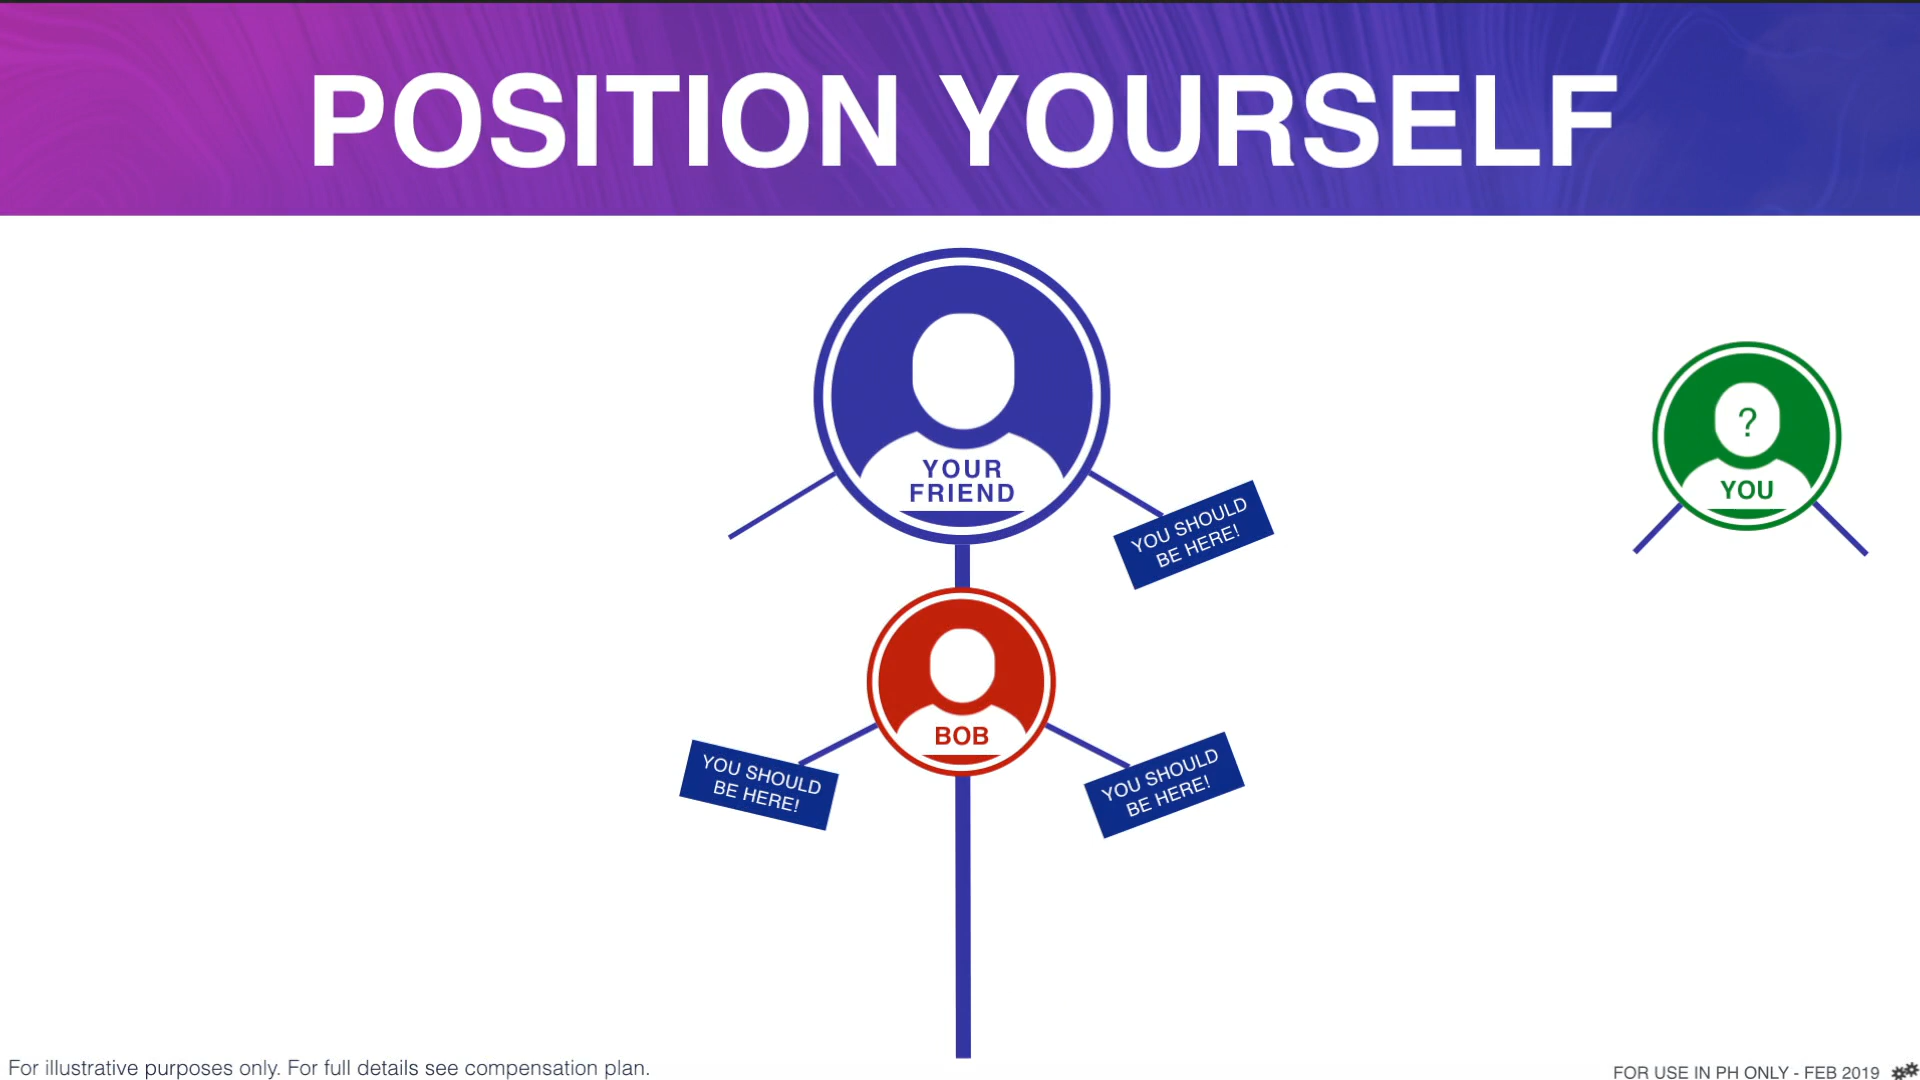 POSITION YOURSELF
YOUR
FRIEND
?
YOU
YOU SHOULD
BE HERE!
BOB
YOU SHOULD
BE HERE!
YOU SHOULD
BE HERE!
For illustrative purposes only. For full details see compensation plan.
FOR USE IN PH ONLY - FEB 2019